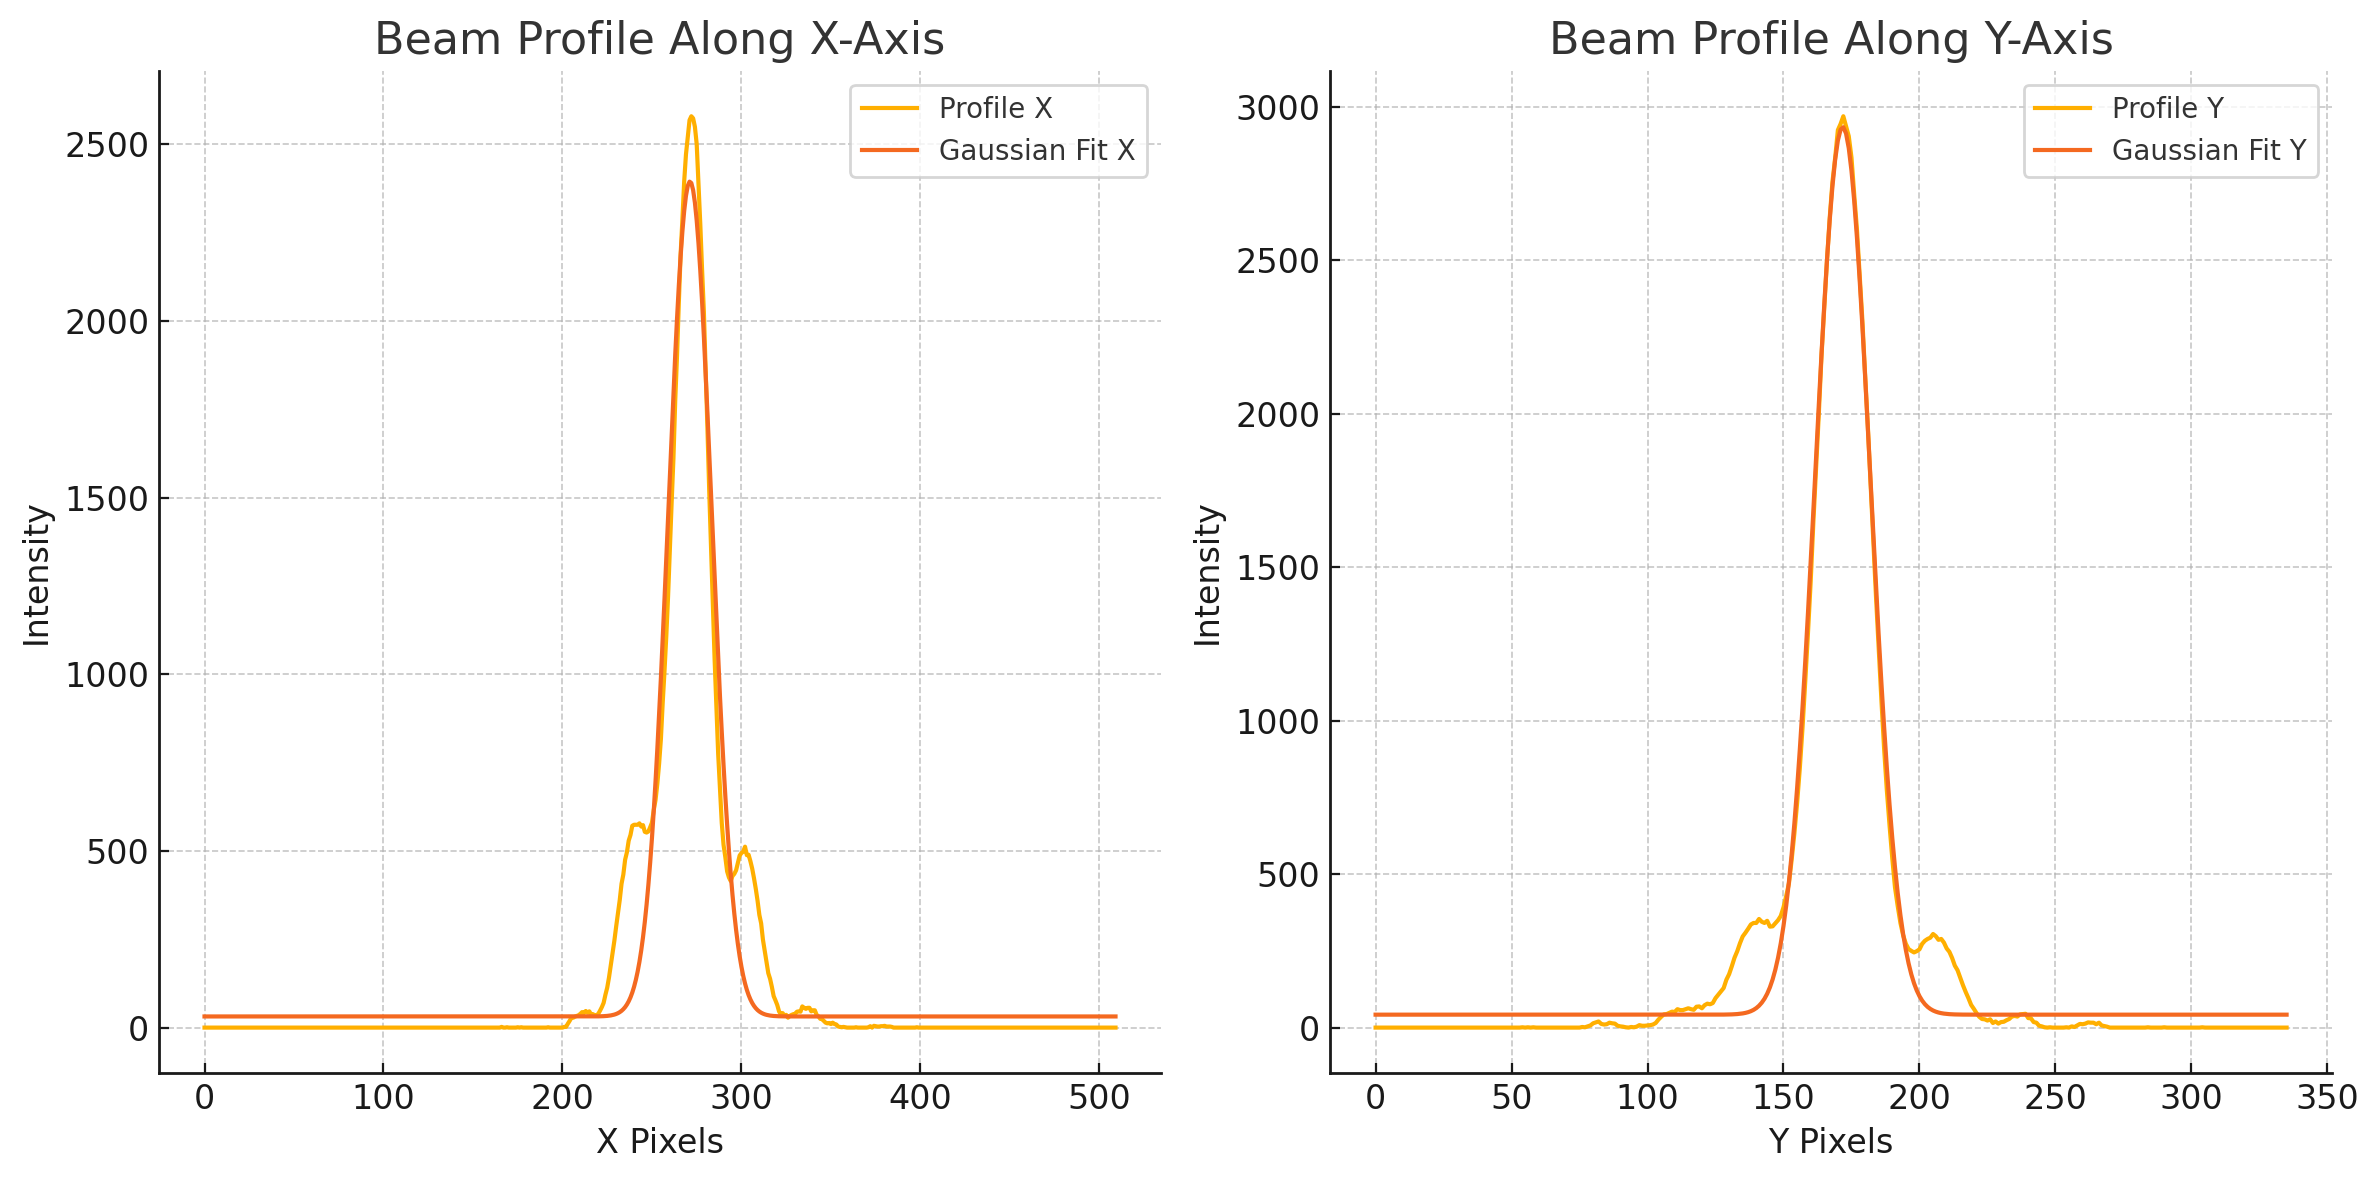 Beam Profile Along X-Axis
Profile X
Gaussian Fit X
2500
2000
1500
1000
500
0
Intensity
0 100 200 300 400 500
X Pixels
Beam Profile Along Y-Axis
Profile Y
Gaussian Fit Y
3000
2500
2000
1500
1000
500
0
Intensity
0 50 100 150 200 250 300 350
Y Pixels